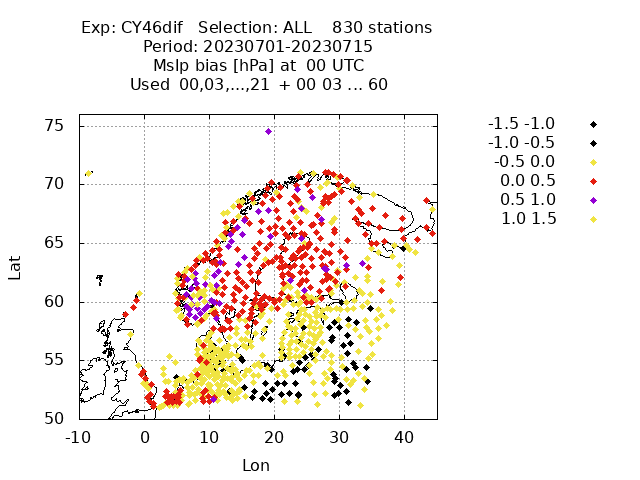 Exp: CY46dif   Selection: ALL    830 stations
Period: 20230701-20230715
Mslp bias [hPa] at  00 UTC
Used  00,03,...,21  + 00 03 ... 60
-1.5 -1.0
-1.0 -0.5
-0.5 0.0
0.0 0.5
0.5 1.0
1.0 1.5
75
70
65
60
55
50
Lat
-10 0 10 20 30 40
Lon